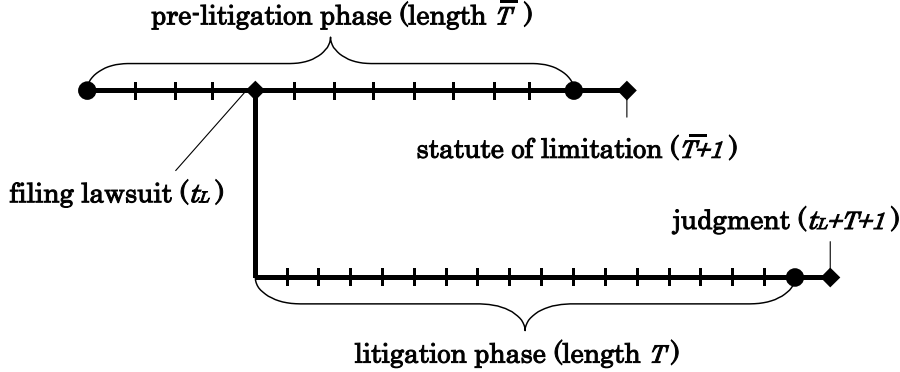 pre-litigation phase (length T̅ )
statute of limitation (T̅+1)
filing lawsuit (tL)
judgment (tL+T+1)
litigation phase (length T)